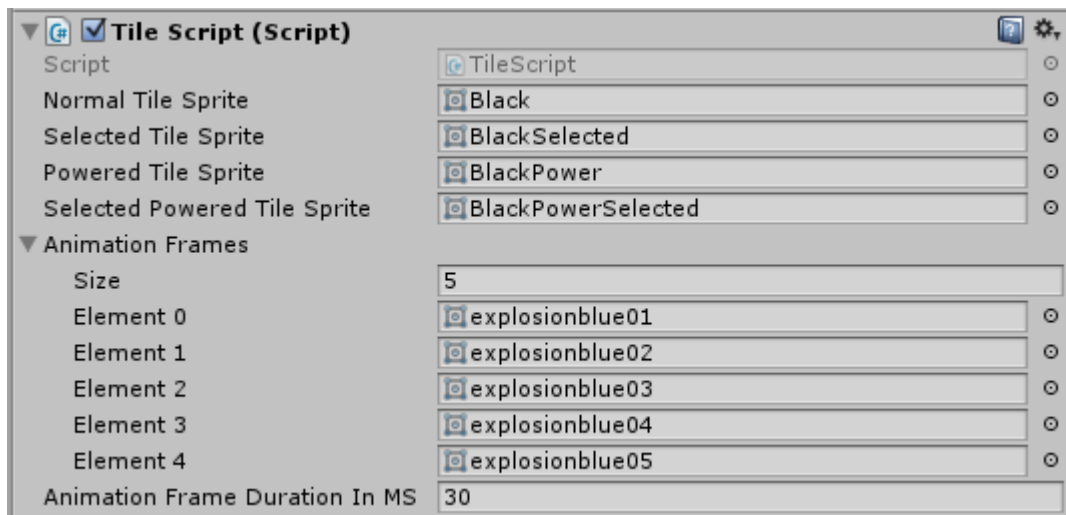 Tile Script (Script)
Script TileScript
Normal Tile Sprite Black
Selected Tile Sprite BlackSelected
Powered Tile Sprite BlackPower
Selected Powered Tile Sprite BlackPowerSelected
Animation Frames
Size 5
Element 0 explosionblue01
Element 1 explosionblue02
Element 2 explosionblue03
Element 3 explosionblue04
Element 4 explosionblue05
Animation Frame Duration In MS 30